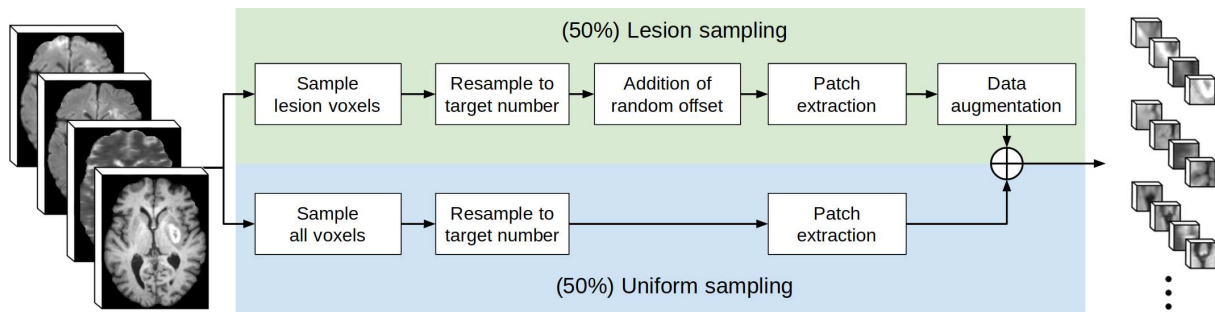 (50%) Lesion sampling
Sample
lesion voxels
Resample to
target number
Addition of
random offset
Patch
extraction
Data
augmentation
Sample
all voxels
Resample to
target number
Patch
extraction
(50%) Uniform sampling